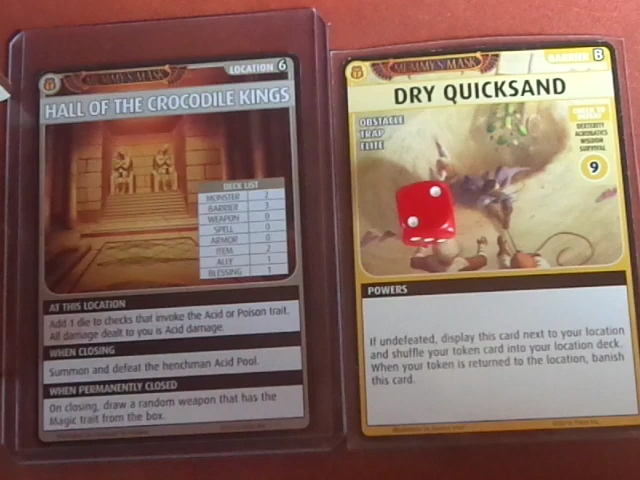 MUMMY'S MASK
LOCATION 6
HALL OF THE CROCODILE KINGS
DECK LIST
MONSTER 2
BARRIER 3
WEAPON 0
SPELL 0
ARMOR 0
ITEM 2
ALLY 1
BLESSING 1
AT THIS LOCATION
Add 1 die to checks that invoke the Acid or Poison trait.
All damage dealt to you is Acid damage.
WHEN CLOSING
Summon and defeat the henchman Acid Pool.
WHEN PERMANENTLY CLOSED
On closing, draw a random weapon that has the
Magic trait from the box.
MUMMY'S MASK
BARRIER B
DRY QUICKSAND
OBSTACLE
TRAP
ELITE
CHECK TO
DEFEAT
DEXTERITY
ACROBATICS
WISDOM
SURVIVAL
9
POWERS
If undefeated, display this card next to your location
and shuffle your token card into your location deck.
When your token is returned to the location, banish
this card.